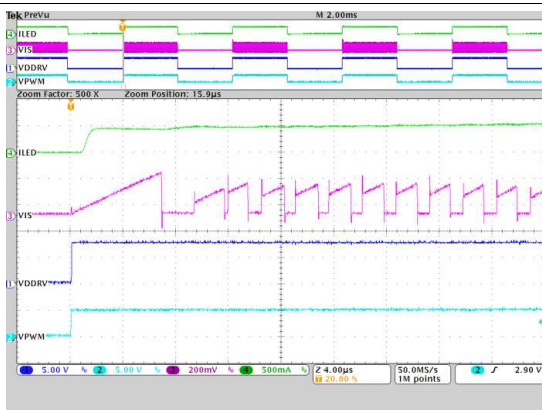 Tek PreVu M 2.00ms
4 ILED
3 VIS
1 VDDRV
2 VPWM
Zoom Factor: 500 X Zoom Position: 15.9µs
4 ILED
3 VIS
1 VDDRV
2 VPWM
1 5.00 V 2 5.00 V 3 200mV 4 500mA Z 4.00µs 50.0MS/s 2 2.90 V
20.00 % 1M points